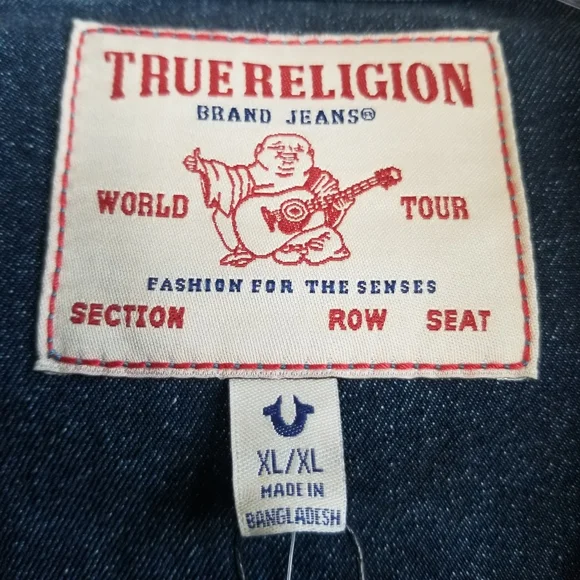 TRUE RELIGION
BRAND JEANS®
WORLD TOUR
FASHION FOR THE SENSES
SECTION ROW SEAT
XL/XL
MADE IN
BANGLADESH